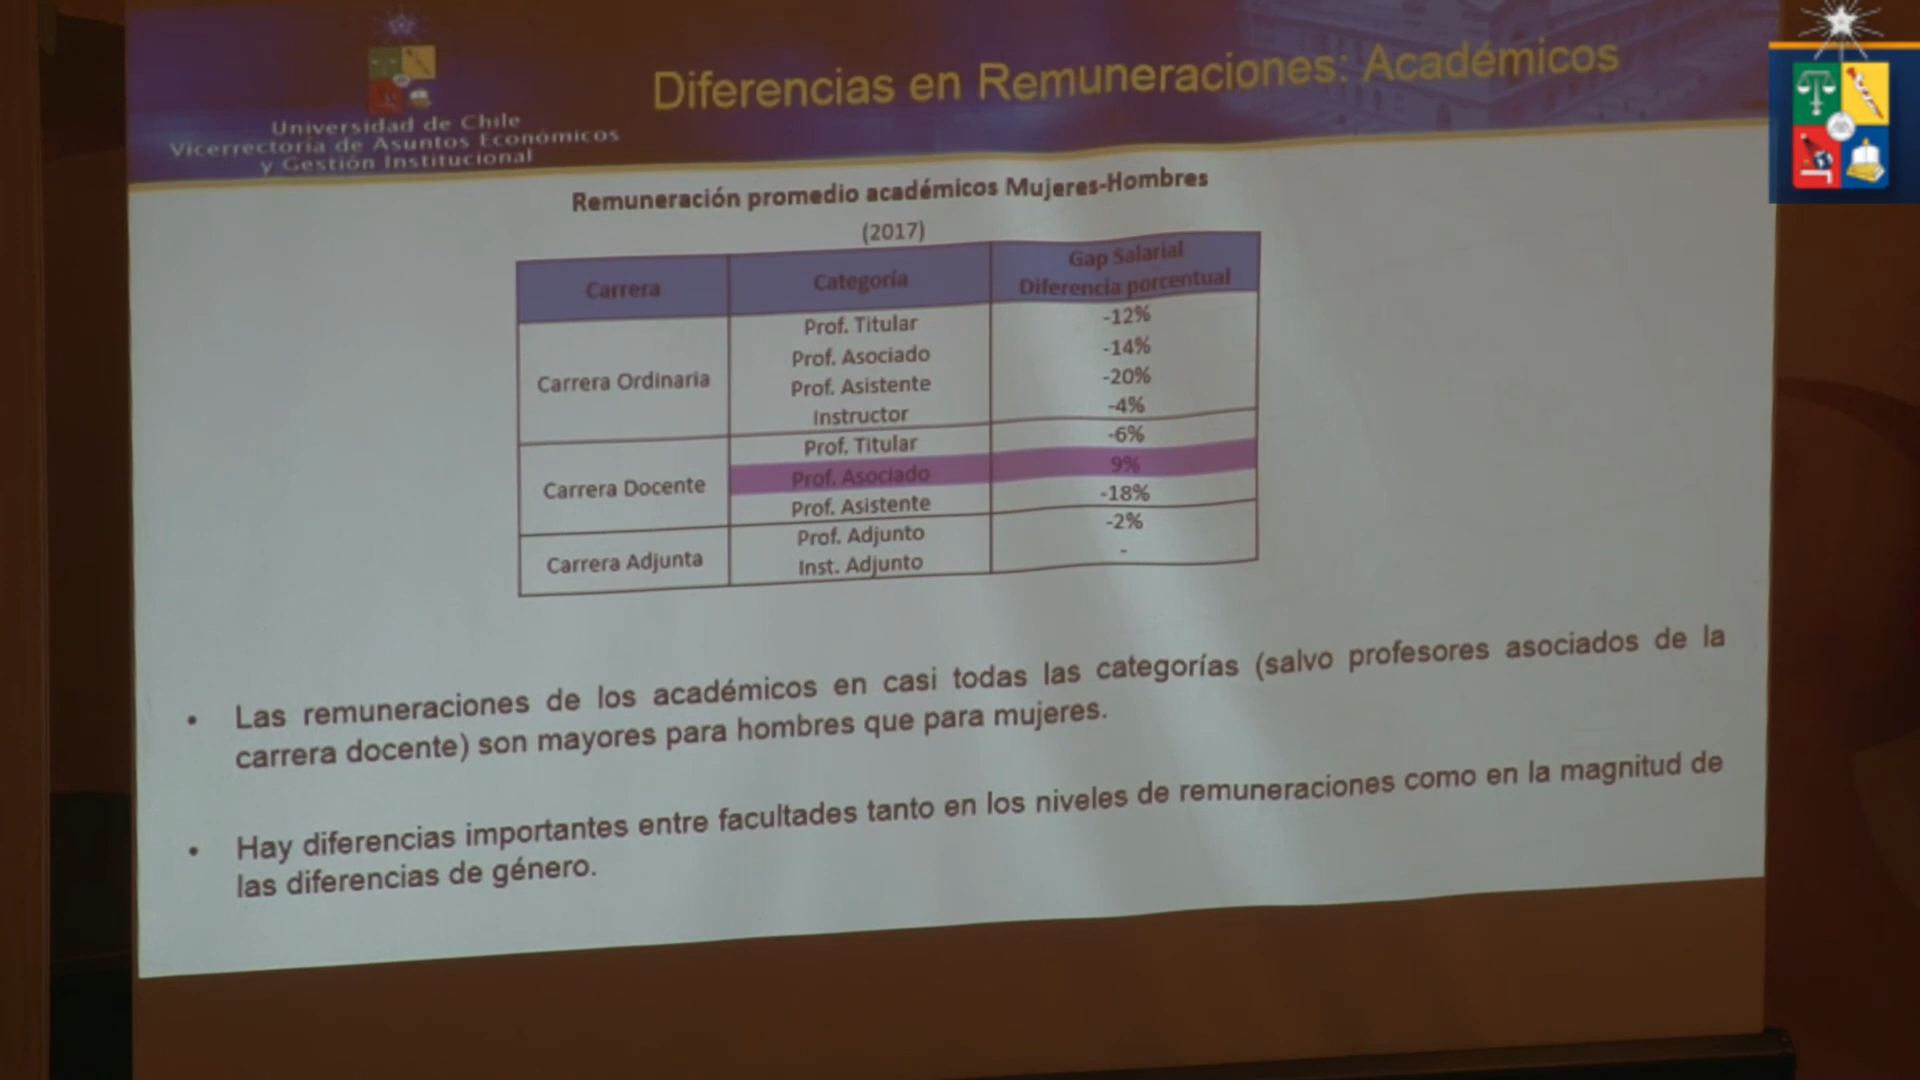 Universidad de Chile
Vicerrectoría de Asuntos Económicos
y Gestión Institucional
Diferencias en Remuneraciones: Académicos
Remuneración promedio académicos Mujeres-Hombres
(2017)
Carrera Categoría Gap Salarial
Diferencia porcentual
Carrera Ordinaria
Prof. Titular -12%
Prof. Asociado -14%
Prof. Asistente -20%
Instructor -4%
Carrera Docente
Prof. Titular -6%
Prof. Asociado 9%
Prof. Asistente -18%
Carrera Adjunta
Prof. Adjunto -2%
Inst. Adjunto -
• Las remuneraciones de los académicos en casi todas las categorías (salvo profesores asociados de la
carrera docente) son mayores para hombres que para mujeres.
• Hay diferencias importantes entre facultades tanto en los niveles de remuneraciones como en la magnitud de
las diferencias de género.